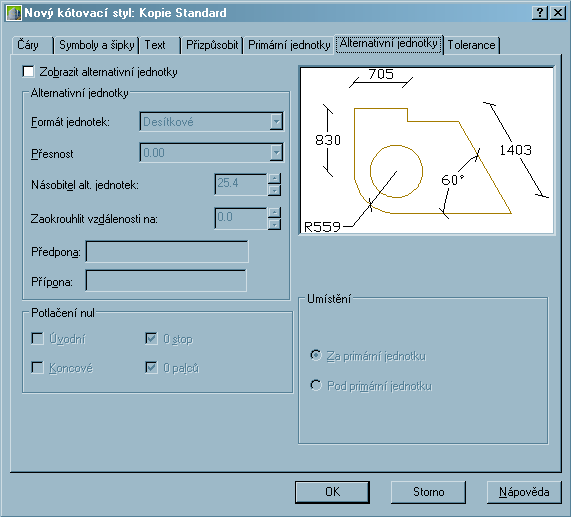 Nový kótovací styl: Kopie Standard
Čáry
Symboly a šipky
Text
Přizpůsobit
Primární jednotky
Alternativní jednotky
Tolerance
Zobrazit alternativní jednotky
Alternativní jednotky
Formát jednotek:
Desítkové
Přesnost
0.00
Násobitel alt. jednotek:
25.4
Zaokrouhlit vzdálenosti na:
0.0
Předpona:
Přípona:
705
830
1403
60°
R559
Potlačení nul
Úvodní
0 stop
Koncové
0 palců
Umístění
Za primární jednotku
Pod primární jednotku
OK
Storno
Nápověda